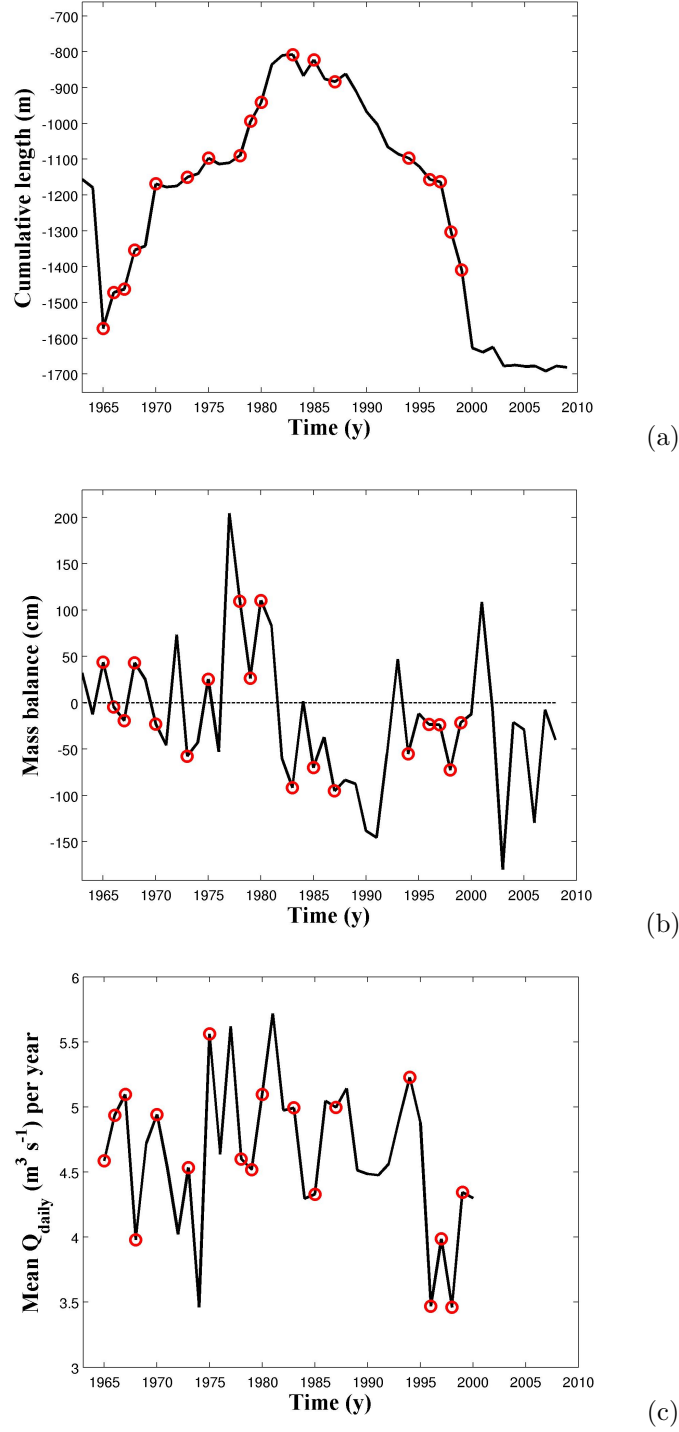 -700
-800
-900
-1000
-1100
-1200
-1300
-1400
-1500
-1600
-1700
Cumulative length (m)
1965 1970 1975 1980 1985 1990 1995 2000 2005 2010
Time (y)
(a)
200
150
100
50
0
-50
-100
-150
Mass balance (cm)
1965 1970 1975 1980 1985 1990 1995 2000 2005 2010
Time (y)
(b)
6
5.5
5
4.5
4
3.5
3
Mean Q_daily (m³ s⁻¹) per year
1965 1970 1975 1980 1985 1990 1995 2000 2005 2010
Time (y)
(c)